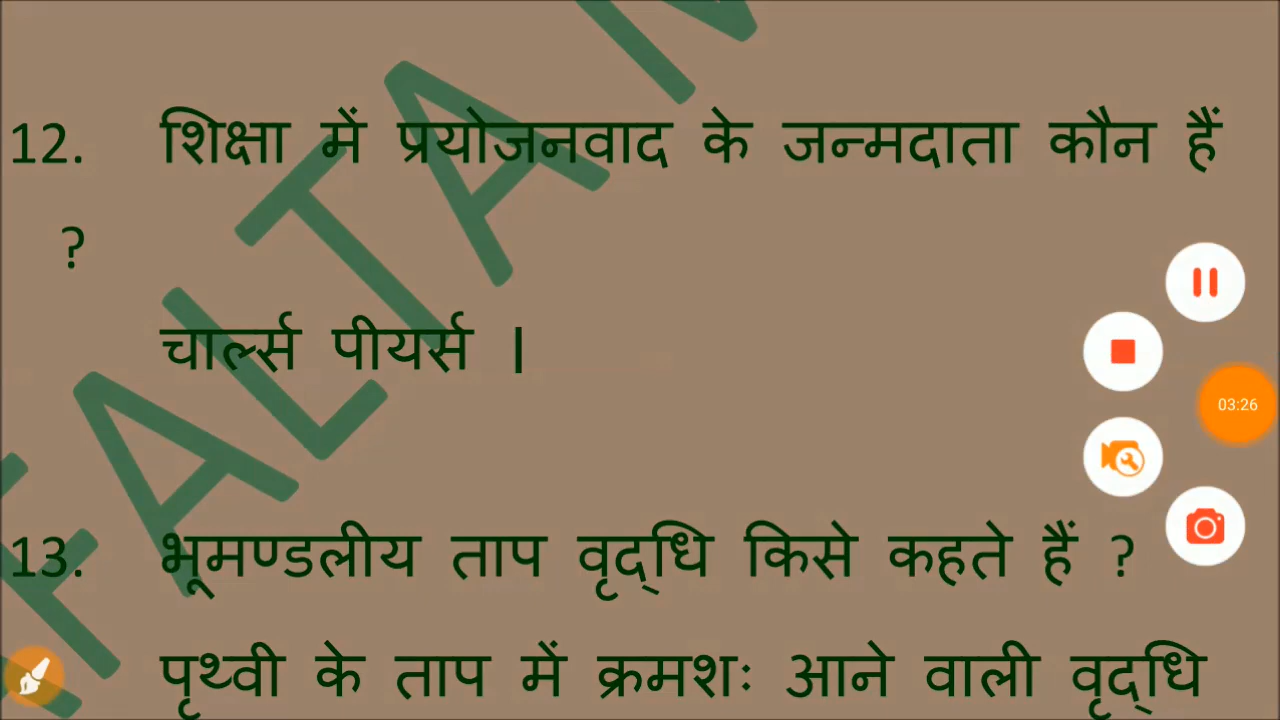 12. शिक्षा में प्रयोजनवाद के जन्मदाता कौन हैं
?
चार्ल्स पीयर्स ।
03:26
13. भूमण्डलीय ताप वृद्धि किसे कहते हैं ?
पृथ्वी के ताप में क्रमशः आने वाली वृद्धि